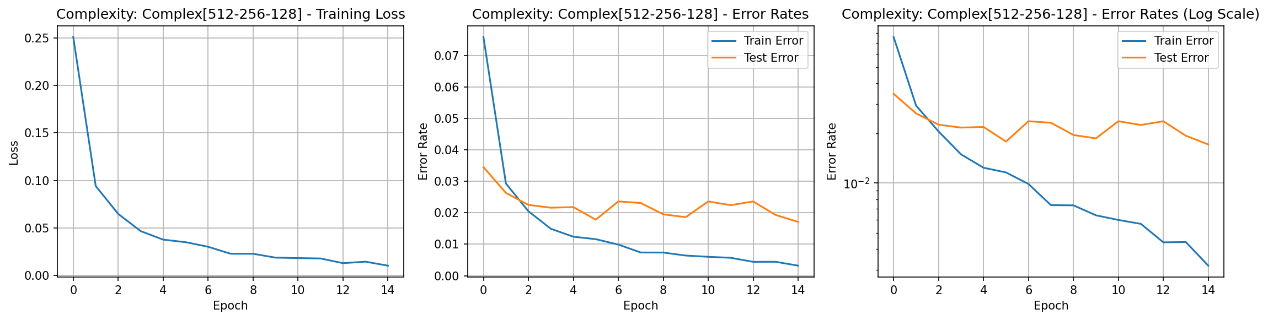 Complexity: Complex[512-256-128] - Training Loss
Loss
0.25
0.20
0.15
0.10
0.05
0.00
0 2 4 6 8 10 12 14
Epoch
Complexity: Complex[512-256-128] - Error Rates
Error Rate
0.07
0.06
0.05
0.04
0.03
0.02
0.01
0.00
Train Error
Test Error
0 2 4 6 8 10 12 14
Epoch
Complexity: Complex[512-256-128] - Error Rates (Log Scale)
Error Rate
10⁻²
Train Error
Test Error
0 2 4 6 8 10 12 14
Epoch